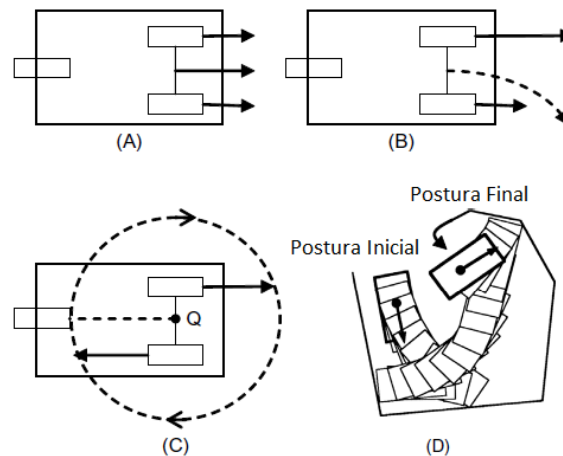 (A)
(B)
Postura Final
Postura Inicial
Q
(C)
(D)